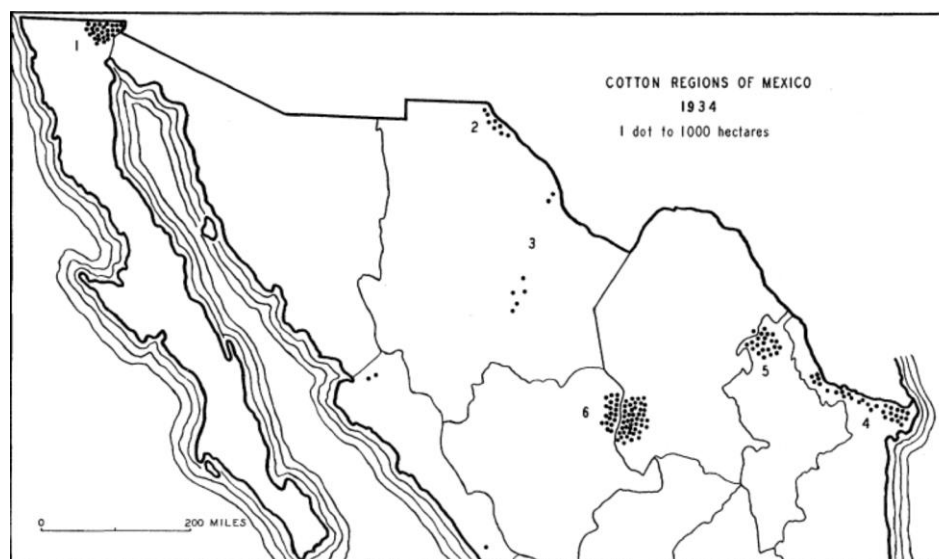 COTTON REGIONS OF MEXICO
1934
1 dot to 1000 hectares
1
2
3
5
6
4
0 200 MILES